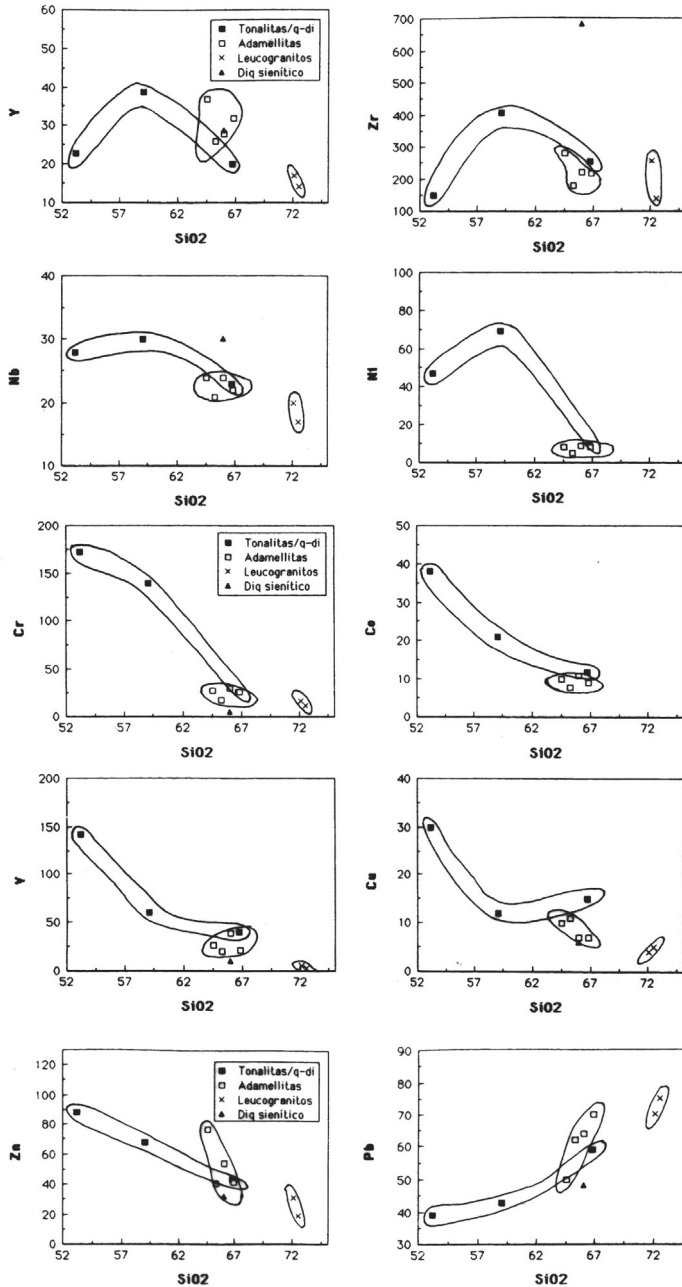 60
50
40
30
20
10
Y
■ Tonalitas/q-di
□ Adamellitas
× Leucogranitos
▲ Diq sienítico
52 57 62 67 72
SiO2
700
600
500
400
300
200
100
Zr
52 57 62 67 72
SiO2
40
30
20
10
Nb
52 57 62 67 72
SiO2
100
80
60
40
20
0
Ni
52 57 62 67 72
SiO2
200
150
100
50
0
Cr
■ Tonalitas/q-di
□ Adamellitas
× Leucogranitos
▲ Diq sienítico
52 57 62 67 72
SiO2
50
40
30
20
10
0
Co
52 57 62 67 72
SiO2
200
150
100
50
0
V
52 57 62 67 72
SiO2
40
30
20
10
0
Cu
52 57 62 67 72
SiO2
120
100
80
60
40
20
0
Zn
■ Tonalitas/q-di
□ Adamellitas
× Leucogranitos
▲ Diq sienítico
52 57 62 67 72
SiO2
90
80
70
60
50
40
30
Pb
52 57 62 67 72
SiO2